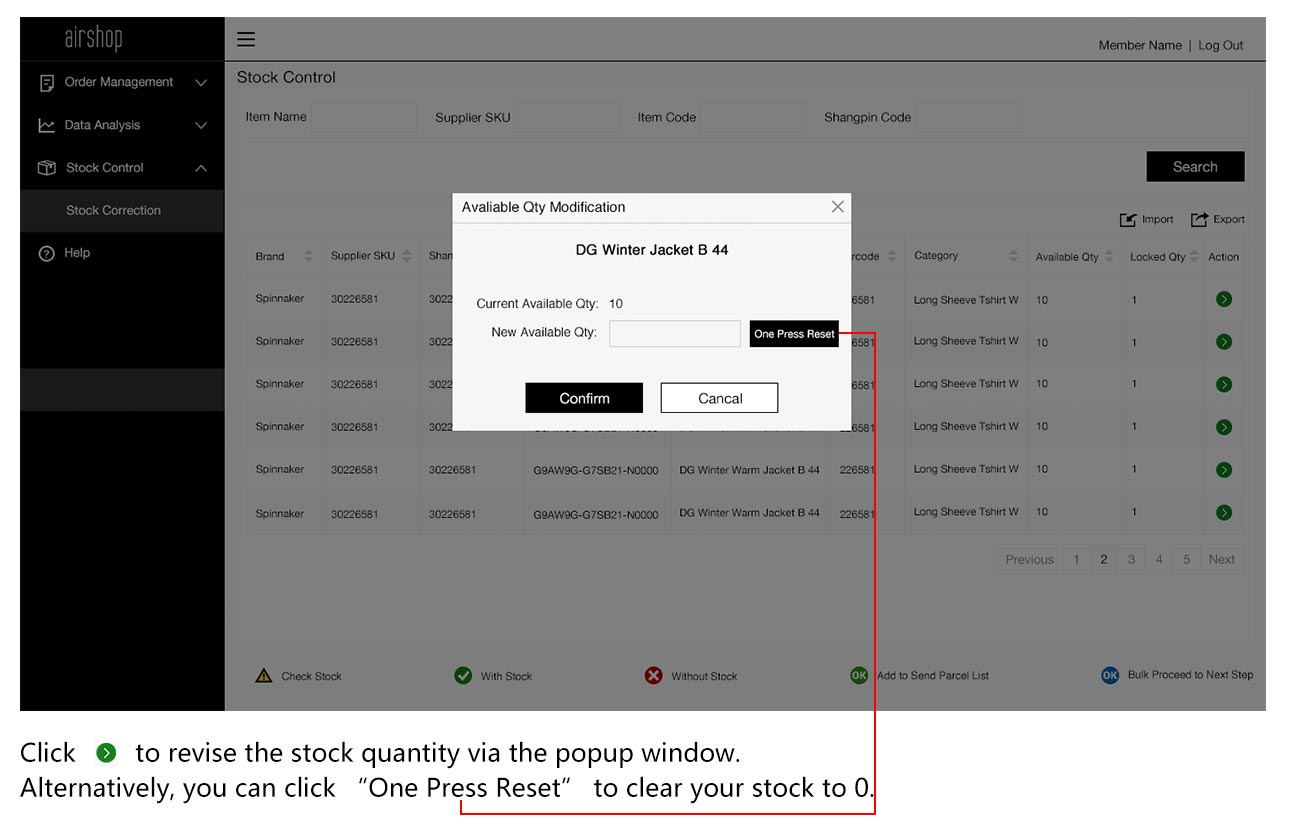 airshop
Member Name | Log Out
Order Management
Data Analysis
Stock Control
Stock Correction
Help
Stock Control
Item Name Supplier SKU Item Code Shangpin Code
Search
Import Export
Avaliable Qty Modification
DG Winter Jacket B 44
Current Available Qty: 10
New Available Qty: One Press Reset
Confirm Cancal
Brand Supplier SKU Shan rcode Category Available Qty Locked Qty Action
Spinnaker 30226581 3022 6581 Long Sheeve Tshirt W 10 1
Spinnaker 30226581 3022 6581 Long Sheeve Tshirt W 10 1
Spinnaker 30226581 3022 6581 Long Sheeve Tshirt W 10 1
Spinnaker 30226581 3022 6581 Long Sheeve Tshirt W 10 1
Spinnaker 30226581 30226581 G9AW9G-G7SB21-N0000 DG Winter Warm Jacket B 44 226581 Long Sheeve Tshirt W 10 1
Spinnaker 30226581 30226581 G9AW9G-G7SB21-N0000 DG Winter Warm Jacket B 44 226581 Long Sheeve Tshirt W 10 1
Previous 1 2 3 4 5 Next
Check Stock With Stock Without Stock OK Add to Send Parcel List OK Bulk Proceed to Next Step
Click to revise the stock quantity via the popup window.
Alternatively, you can click “One Press Reset” to clear your stock to 0.